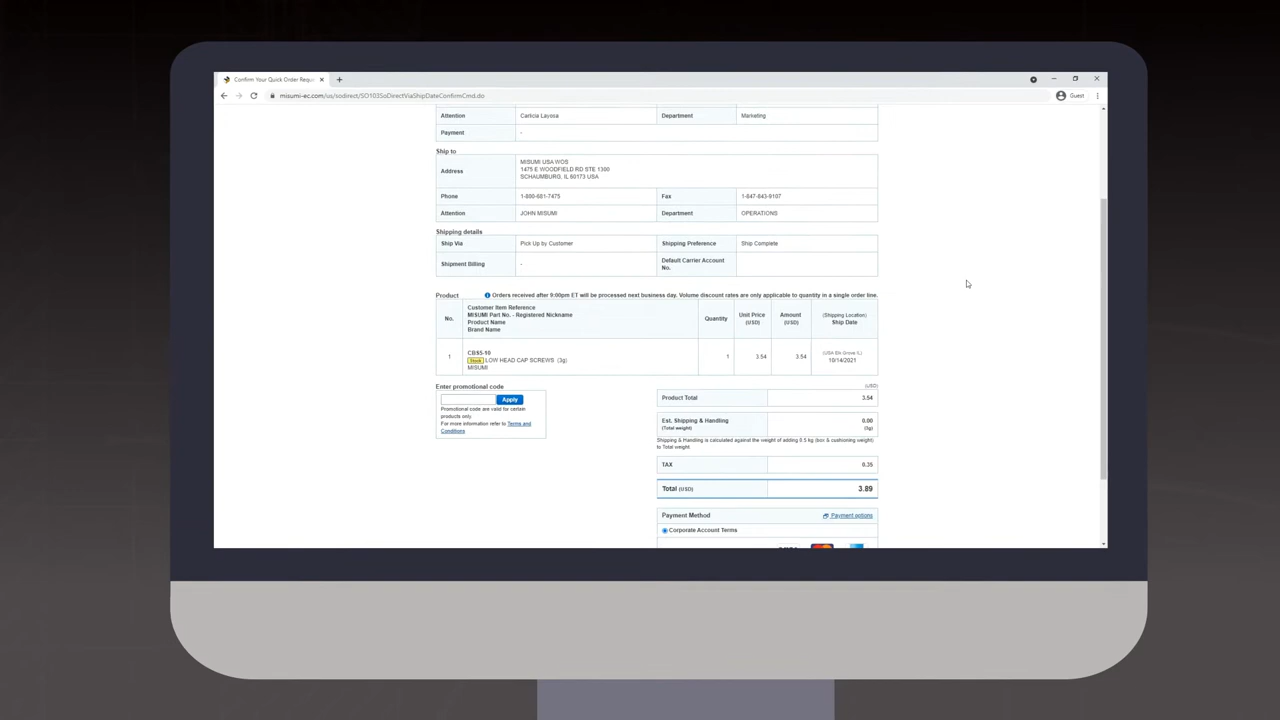 Confirm Your Quick Order Requ
misumi-ec.com/us/sodirect/SO103SoDirectViaShipDateConfirmCmd.do
Guest
Attention Carlicia Layosa Department Marketing
Payment -
Ship to
Address MISUMI USA WOS
1475 E WOODFIELD RD STE 1300
SCHAUMBURG, IL 60173 USA
Phone 1-800-681-7475 Fax 1-847-843-9107
Attention JOHN MISUMI Department OPERATIONS
Shipping details
Ship Via Pick Up by Customer Shipping Preference Ship Complete
Shipment Billing - Default Carrier Account
No.
Product Orders received after 9:00pm ET will be processed next business day. Volume discount rates are only applicable to quantity in a single order line.
No. Customer Item Reference
MISUMI Part No. - Registered Nickname
Product Name
Brand Name
Quantity Unit Price
(USD) Amount
(USD) (Shipping Location)
Ship Date
1 CBS5-10
Stock LOW HEAD CAP SCREWS (3g)
MISUMI
1 3.54 3.54 (USA Elk Grove IL)
10/14/2021
Enter promotional code
Apply
Promotional code are valid for certain
products only.
For more information refer to Terms and
Conditions
(USD)
Product Total 3.54
Est. Shipping & Handling 0.00
(Total weight) (3g)
Shipping & Handling is calculated against the weight of adding 0.5 kg (box & cushioning weight)
to Total weight.
TAX 0.35
Total (USD) 3.89
Payment Method Payment options
Corporate Account Terms